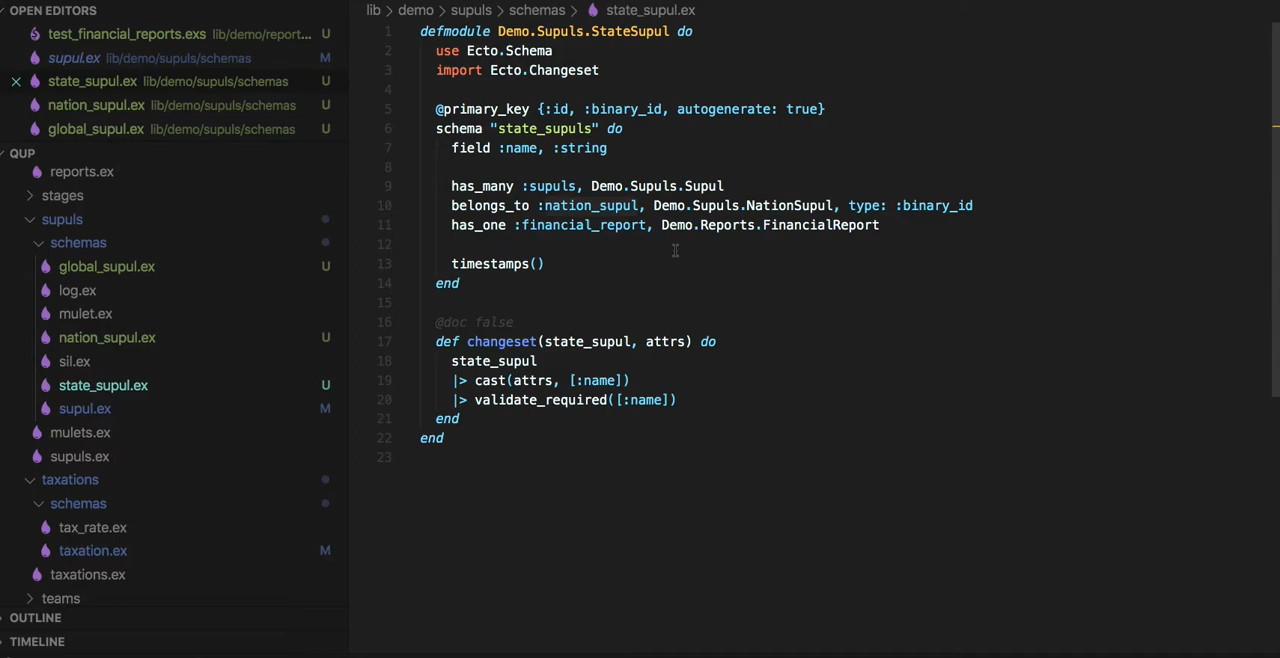 OPEN EDITORS
test_financial_reports.exs lib/demo/report... U
supul.ex lib/demo/supuls/schemas M
state_supul.ex lib/demo/supuls/schemas U
nation_supul.ex lib/demo/supuls/schemas U
global_supul.ex lib/demo/supuls/schemas U
QUP
reports.ex
stages
supuls
schemas
global_supul.ex U
log.ex
mulet.ex
nation_supul.ex U
sil.ex
state_supul.ex U
supul.ex M
mulets.ex
supuls.ex
taxations
schemas
tax_rate.ex
taxation.ex M
taxations.ex
teams
OUTLINE
TIMELINE
lib > demo > supuls > schemas > state_supul.ex
1 defmodule Demo.Supuls.StateSupul do
2 use Ecto.Schema
3 import Ecto.Changeset
4
5 @primary_key {:id, :binary_id, autogenerate: true}
6 schema "state_supuls" do
7 field :name, :string
8
9 has_many :supuls, Demo.Supuls.Supul
10 belongs_to :nation_supul, Demo.Supuls.NationSupul, type: :binary_id
11 has_one :financial_report, Demo.Reports.FinancialReport
12
13 timestamps()
14 end
15
16 @doc false
17 def changeset(state_supul, attrs) do
18 state_supul
19 |> cast(attrs, [:name])
20 |> validate_required([:name])
21 end
22 end
23